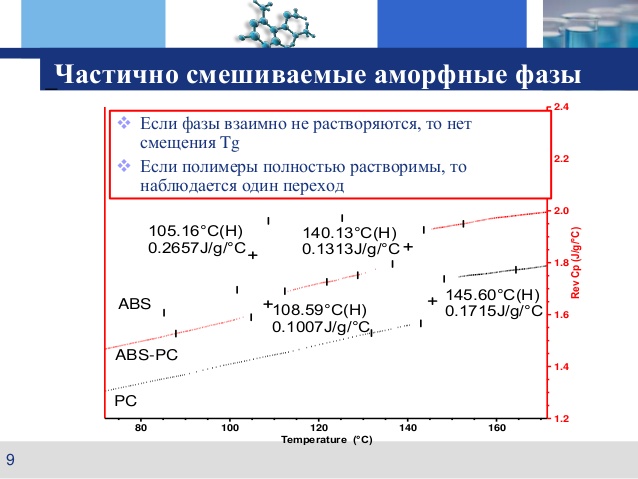 Частично смешиваемые аморфные фазы
Если фазы взаимно не растворяются, то нет
смещения Tg
Если полимеры полностью растворимы, то
наблюдается один переход
2.4
2.2
2.0
1.8
1.6
1.4
1.2
Rev Cp (J/g/°C)
105.16°C(H)
0.2657J/g/°C
140.13°C(H)
0.1313J/g/°C
108.59°C(H)
0.1007J/g/°C
145.60°C(H)
0.1715J/g/°C
ABS
ABS-PC
PC
80 100 120 140 160
Temperature (°C)
9